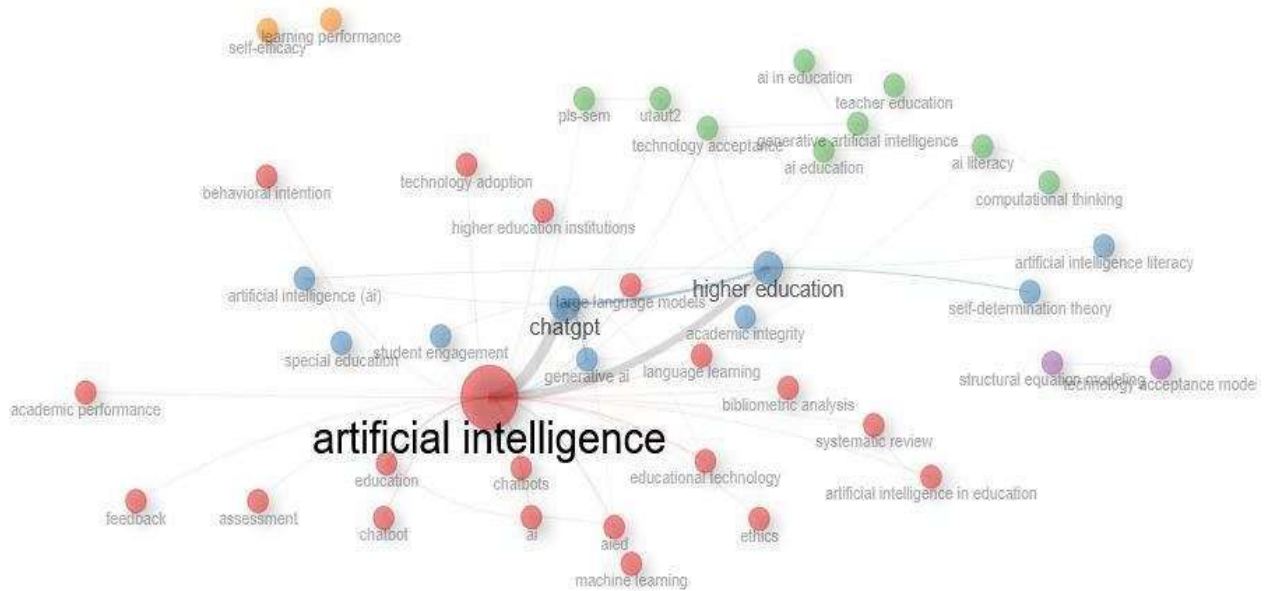 learning performance
self-efficacy
ai in education
teacher education
pls-sem
utaut2
technology acceptance
generative artificial intelligence
ai education
ai literacy
behavioral intention
technology adoption
computational thinking
higher education institutions
artificial intelligence (ai)
large language models
higher education
artificial intelligence literacy
self-determination theory
chatgpt
academic integrity
special education
student engagement
generative ai
language learning
structural equation modeling
technology acceptance model
academic performance
bibliometric analysis
artificial intelligence
systematic review
education
chatbots
educational technology
artificial intelligence in education
feedback
assessment
chatbot
ai
aied
ethics
machine learning